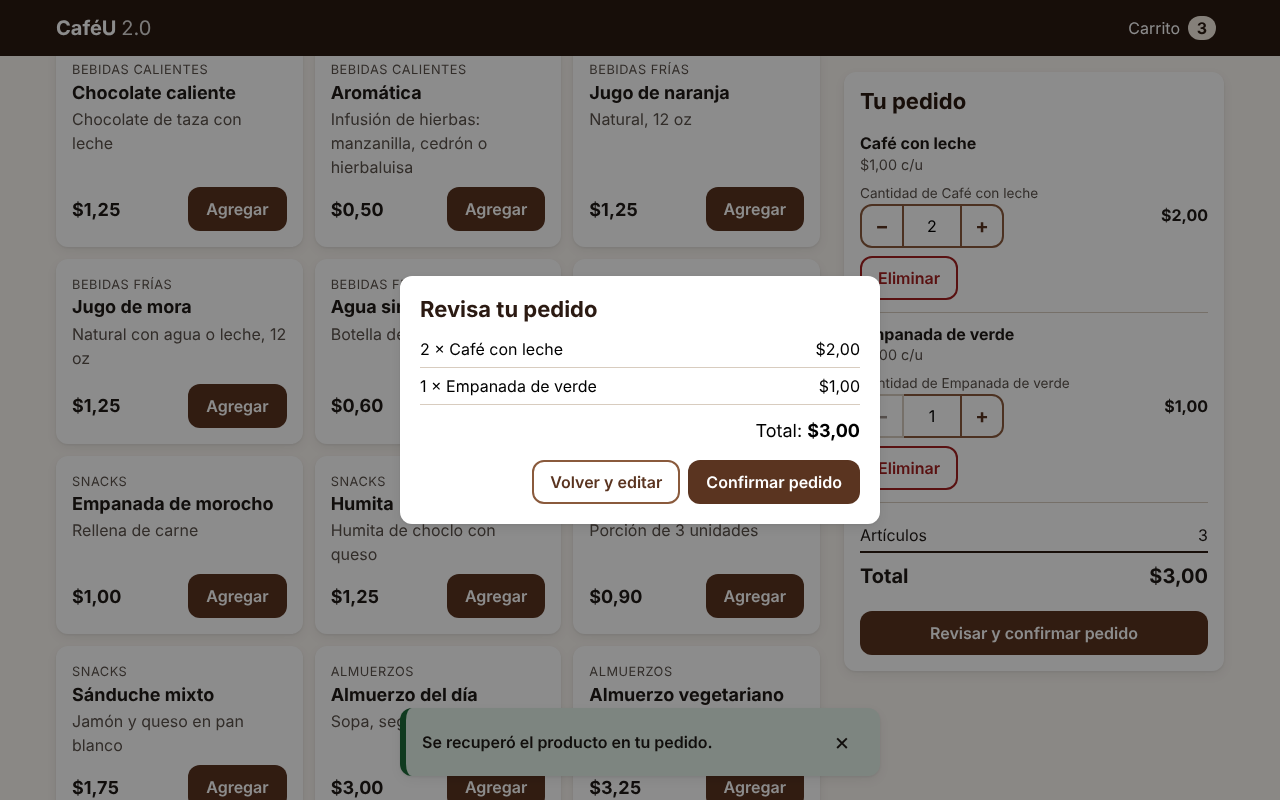 CaféU 2.0
Carrito 3
BEBIDAS CALIENTES
Chocolate caliente
Chocolate de taza con
leche
$1,25
Agregar
BEBIDAS CALIENTES
Aromática
Infusión de hierbas:
manzanilla, cedrón o
hierbaluisa
$0,50
Agregar
BEBIDAS FRÍAS
Jugo de naranja
Natural, 12 oz
$1,25
Agregar
BEBIDAS FRÍAS
Jugo de mora
Natural con agua o leche, 12
oz
$1,25
Agregar
BEBIDAS
Agua
Botella
$0,60
SNACKS
Empanada de morocho
Rellena de carne
$1,00
Agregar
SNACKS
Humita
Humita de choclo con
queso
$1,25
Agregar
Porción de 3 unidades
$0,90
Agregar
SNACKS
Sánduche mixto
Jamón y queso en pan
blanco
$1,75
Agregar
ALMUERZOS
Almuerzo del día
Sopa,
$3,00
Agregar
ALMUERZOS
Almuerzo vegetariano
$3,25
Agregar
Tu pedido
Café con leche
$1,00 c/u
Cantidad de Café con leche
− 2 +
$2,00
Eliminar
de verde
c/u
de Empanada de verde
− 1 +
$1,00
Eliminar
Artículos 3
Total $3,00
Revisar y confirmar pedido
Revisa tu pedido
2 × Café con leche $2,00
1 × Empanada de verde $1,00
Total: $3,00
Volver y editar
Confirmar pedido
Se recuperó el producto en tu pedido. ✕